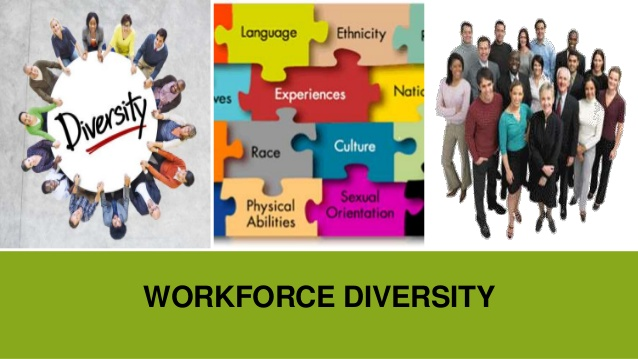 Diversity
Language
Ethnicity
Experiences
Race
Culture
Physical
Abilities
Sexual
Orientation
WORKFORCE DIVERSITY